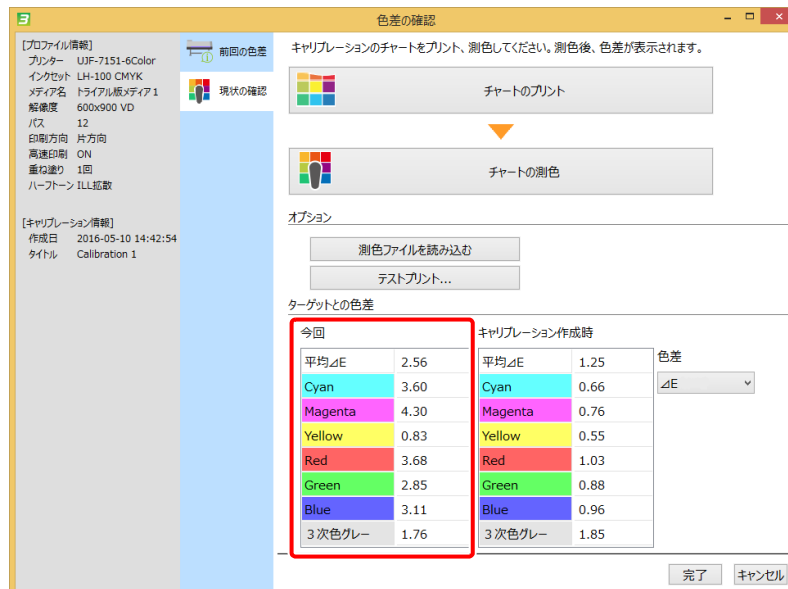 3
色差の確認
[プロファイル情報]
プリンター UJF-7151-6Color
インクセット LH-100 CMYK
メディア名 トライアル版メディア1
解像度 600x900 VD
パス 12
印刷方向 片方向
高速印刷 ON
重ね塗り 1回
ハーフトーン ILL拡散
[キャリブレーション情報]
作成日 2016-05-10 14:42:54
タイトル Calibration 1
前回の色差
現状の確認
キャリブレーションのチャートをプリント、測色してください。測色後、色差が表示されます。
チャートのプリント
チャートの測色
オプション
測色ファイルを読み込む
テストプリント...
ターゲットとの色差
今回
平均⊿E 2.56
Cyan 3.60
Magenta 4.30
Yellow 0.83
Red 3.68
Green 2.85
Blue 3.11
3次色グレー 1.76
キャリブレーション作成時
平均⊿E 1.25
Cyan 0.66
Magenta 0.76
Yellow 0.55
Red 1.03
Green 0.88
Blue 0.96
3次色グレー 1.85
色差
⊿E
完了
キャンセル